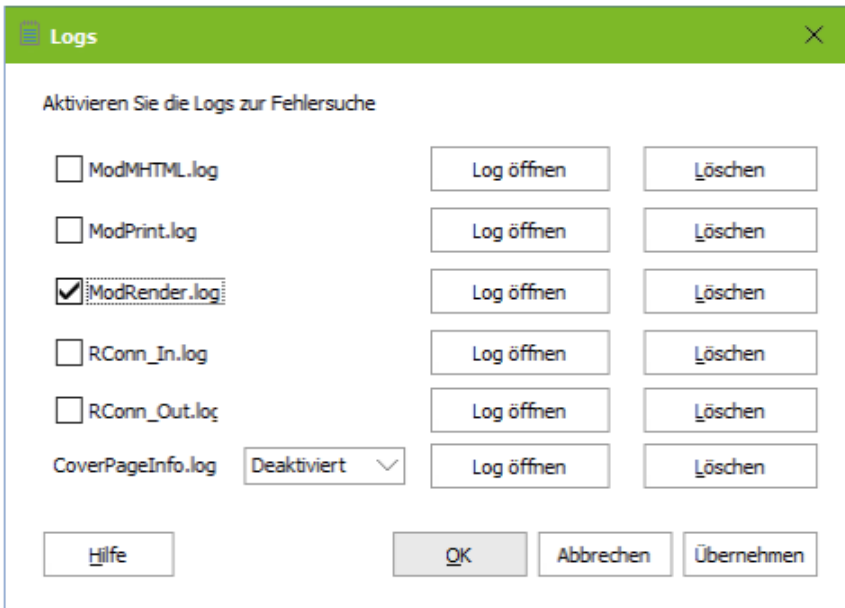 Logs
Aktivieren Sie die Logs zur Fehlersuche
ModMHTML.log Log öffnen Löschen
ModPrint.log Log öffnen Löschen
ModRender.log Log öffnen Löschen
RConn_In.log Log öffnen Löschen
RConn_Out.log Log öffnen Löschen
CoverPageInfo.log Deaktiviert Log öffnen Löschen
Hilfe OK Abbrechen Übernehmen